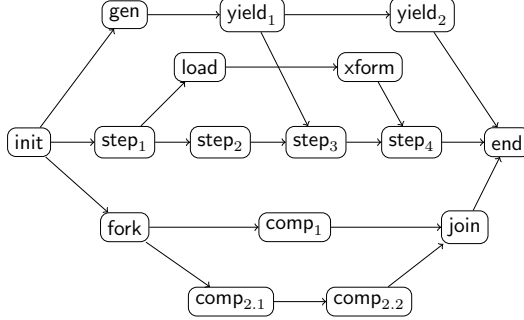 gen yield₁ yield₂
load xform
init step₁ step₂ step₃ step₄ end
fork comp₁ join
comp₂.₁ comp₂.₂